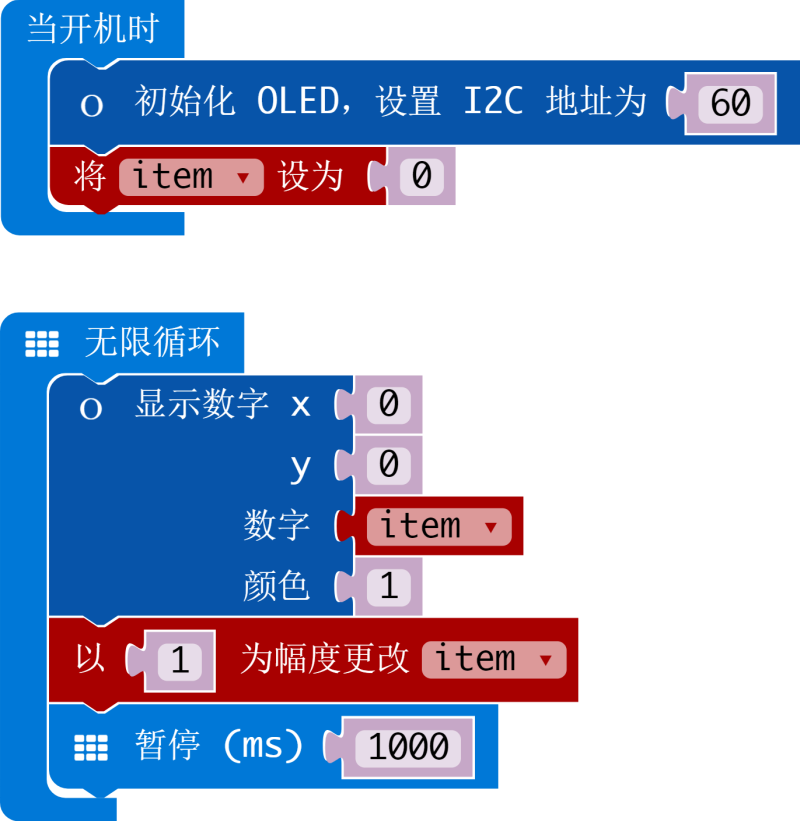 当开机时
O 初始化 OLED，设置 I2C 地址为 60
将 item 设为 0
无限循环
O 显示数字 x 0
y 0
数字 item
颜色 1
以 1 为幅度更改 item
暂停 (ms) 1000